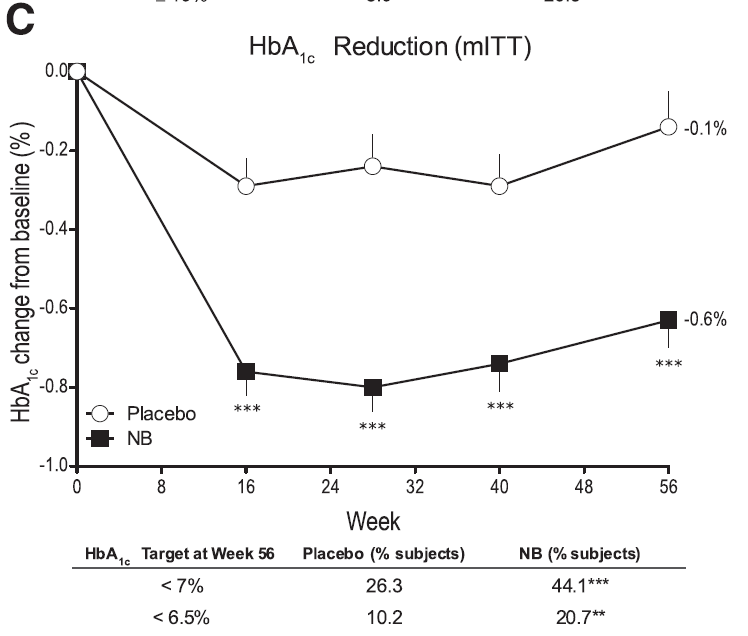 C
HbA1c Reduction (mITT)
HbA1c change from baseline (%)
0.0
-0.2
-0.4
-0.6
-0.8
-1.0
-0.1%
-0.6%
***
***
***
***
Placebo
NB
0 8 16 24 32 40 48 56
Week
HbA1c Target at Week 56 Placebo (% subjects) NB (% subjects)
< 7% 26.3 44.1***
< 6.5% 10.2 20.7**